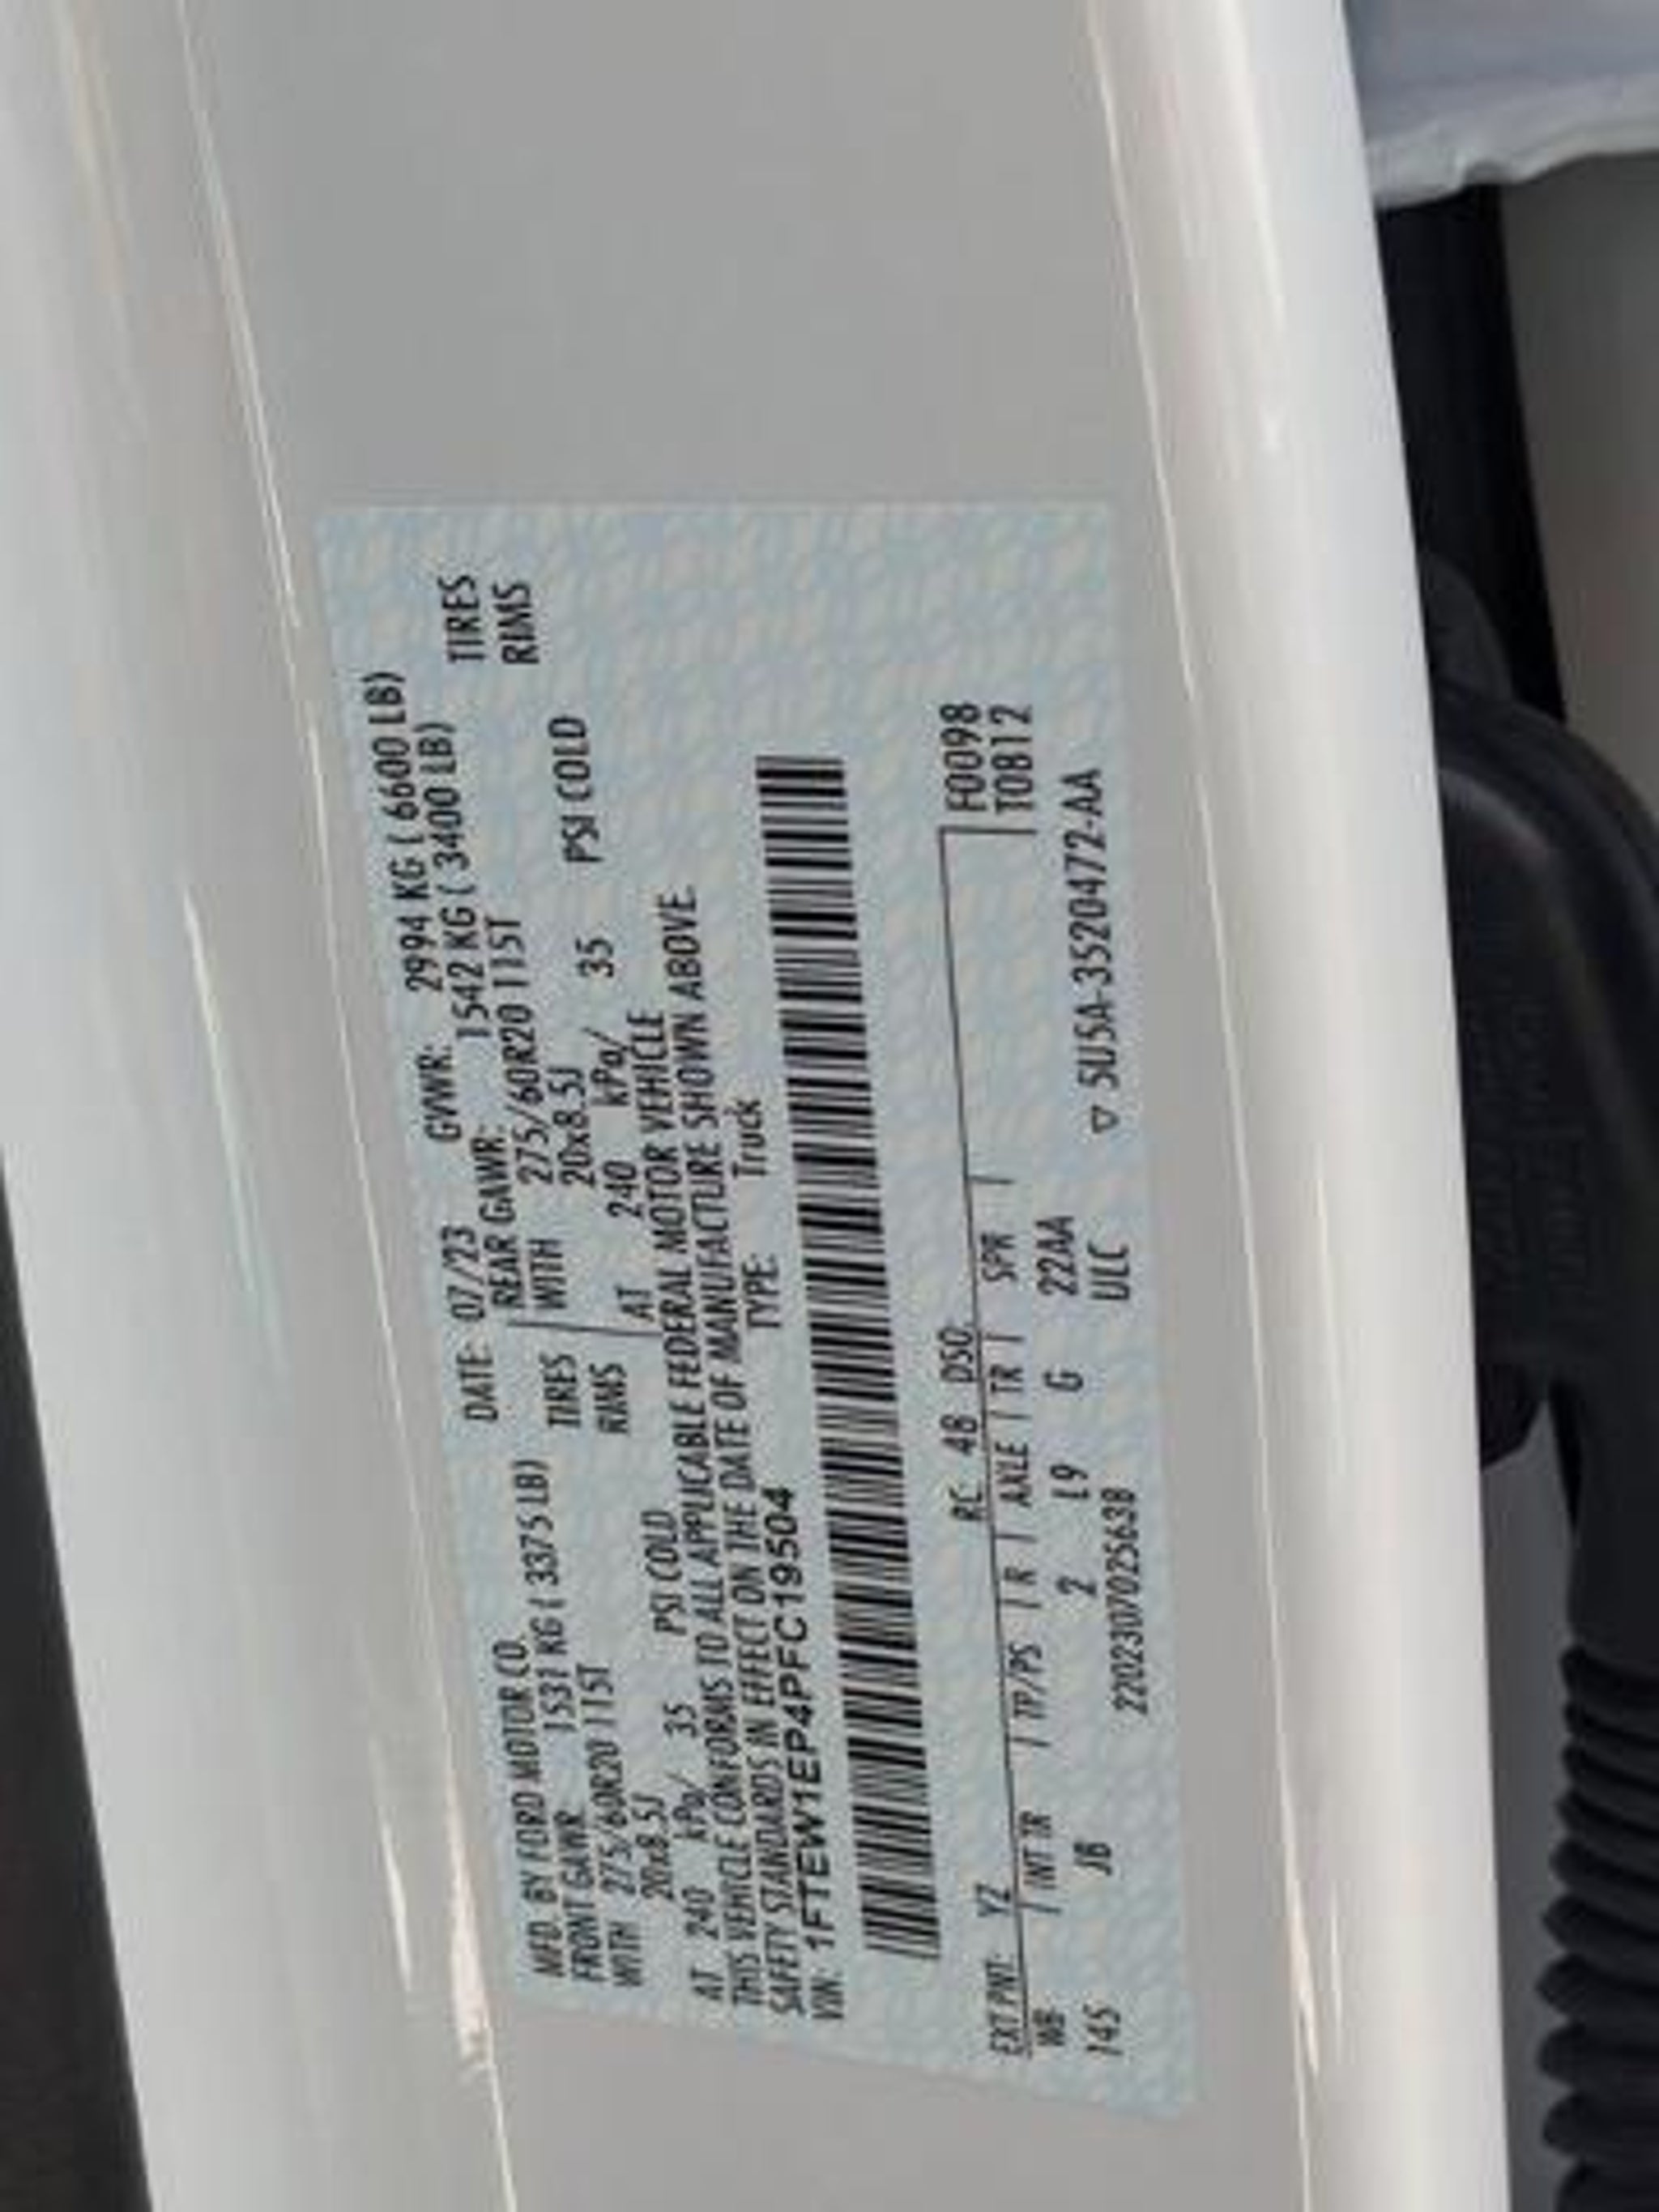 MFD. BY FORD MOTOR CO. DATE: 07/23 GVWR: 2994 KG ( 6600 LB)
FRONT GAWR: 1531 KG ( 3375 LB) REAR GAWR: 1542 KG ( 3400 LB)
WITH 275/60R20 115T TIRES WITH 275/60R20 115T TIRES
20x8.5J RIMS 20x8.5J RIMS
AT 240 kPa/ 35 PSI COLD AT 240 kPa/ 35 PSI COLD
THIS VEHICLE CONFORMS TO ALL APPLICABLE FEDERAL MOTOR VEHICLE
SAFETY STANDARDS IN EFFECT ON THE DATE OF MANUFACTURE SHOWN ABOVE.
VIN: 1FTEW1EP4PFC19504 TYPE: Truck
EXT PNT: YZ RC: 48 DSO: F0098
WB INT TR TP/PS R AXLE TR SPR T0812
145 JB 2 L9 G 22AA
2202307025638 ULC ▽ 5U5A-3520472-AA